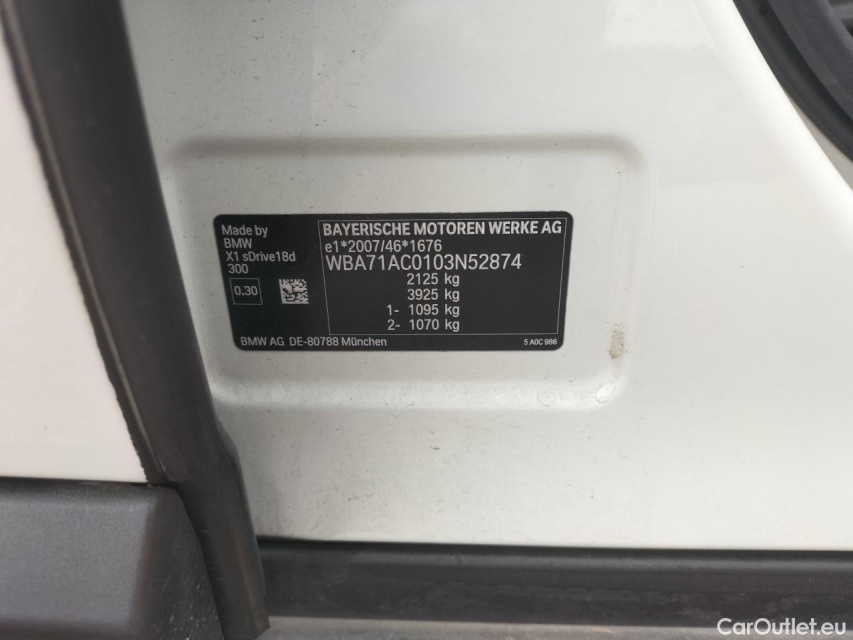 Made by
BMW
X1 sDrive18d
300
0.30
BAYERISCHE MOTOREN WERKE AG
e1*2007/46*1676
WBA71AC0103N52874
2125 kg
3925 kg
1- 1095 kg
2- 1070 kg
BMW AG DE-80788 München
5 A0C 986
CarOutlet.eu